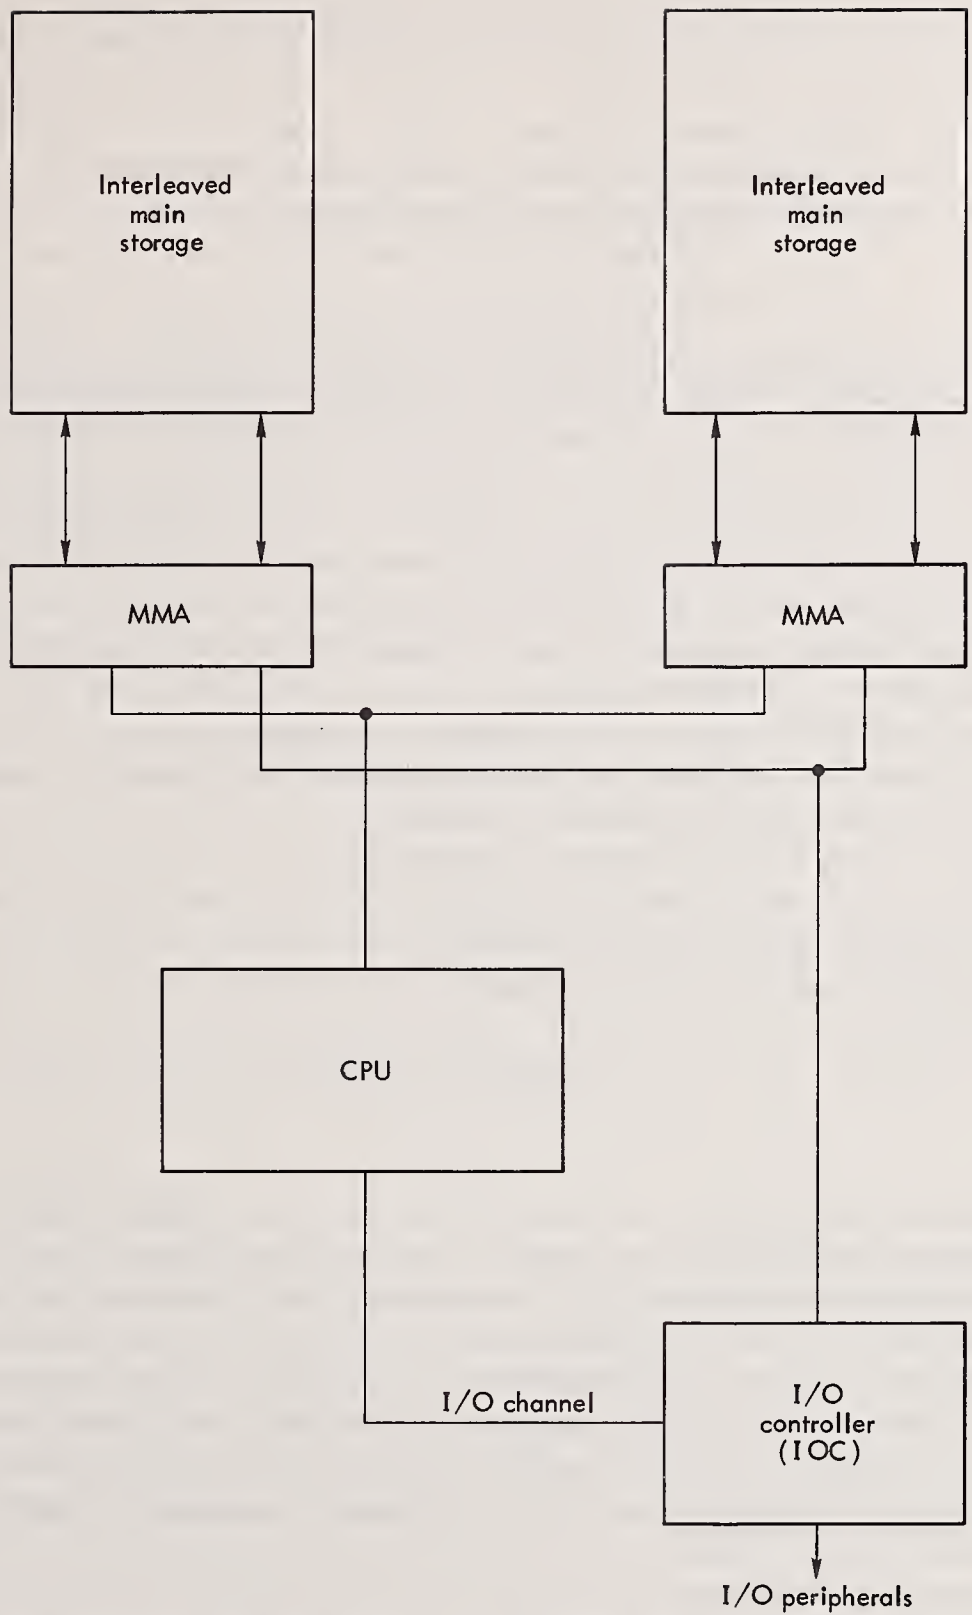 Interleaved
main
storage
Interleaved
main
storage
MMA
MMA
CPU
I/O channel
I/O
controller
(IOC)
I/O peripherals